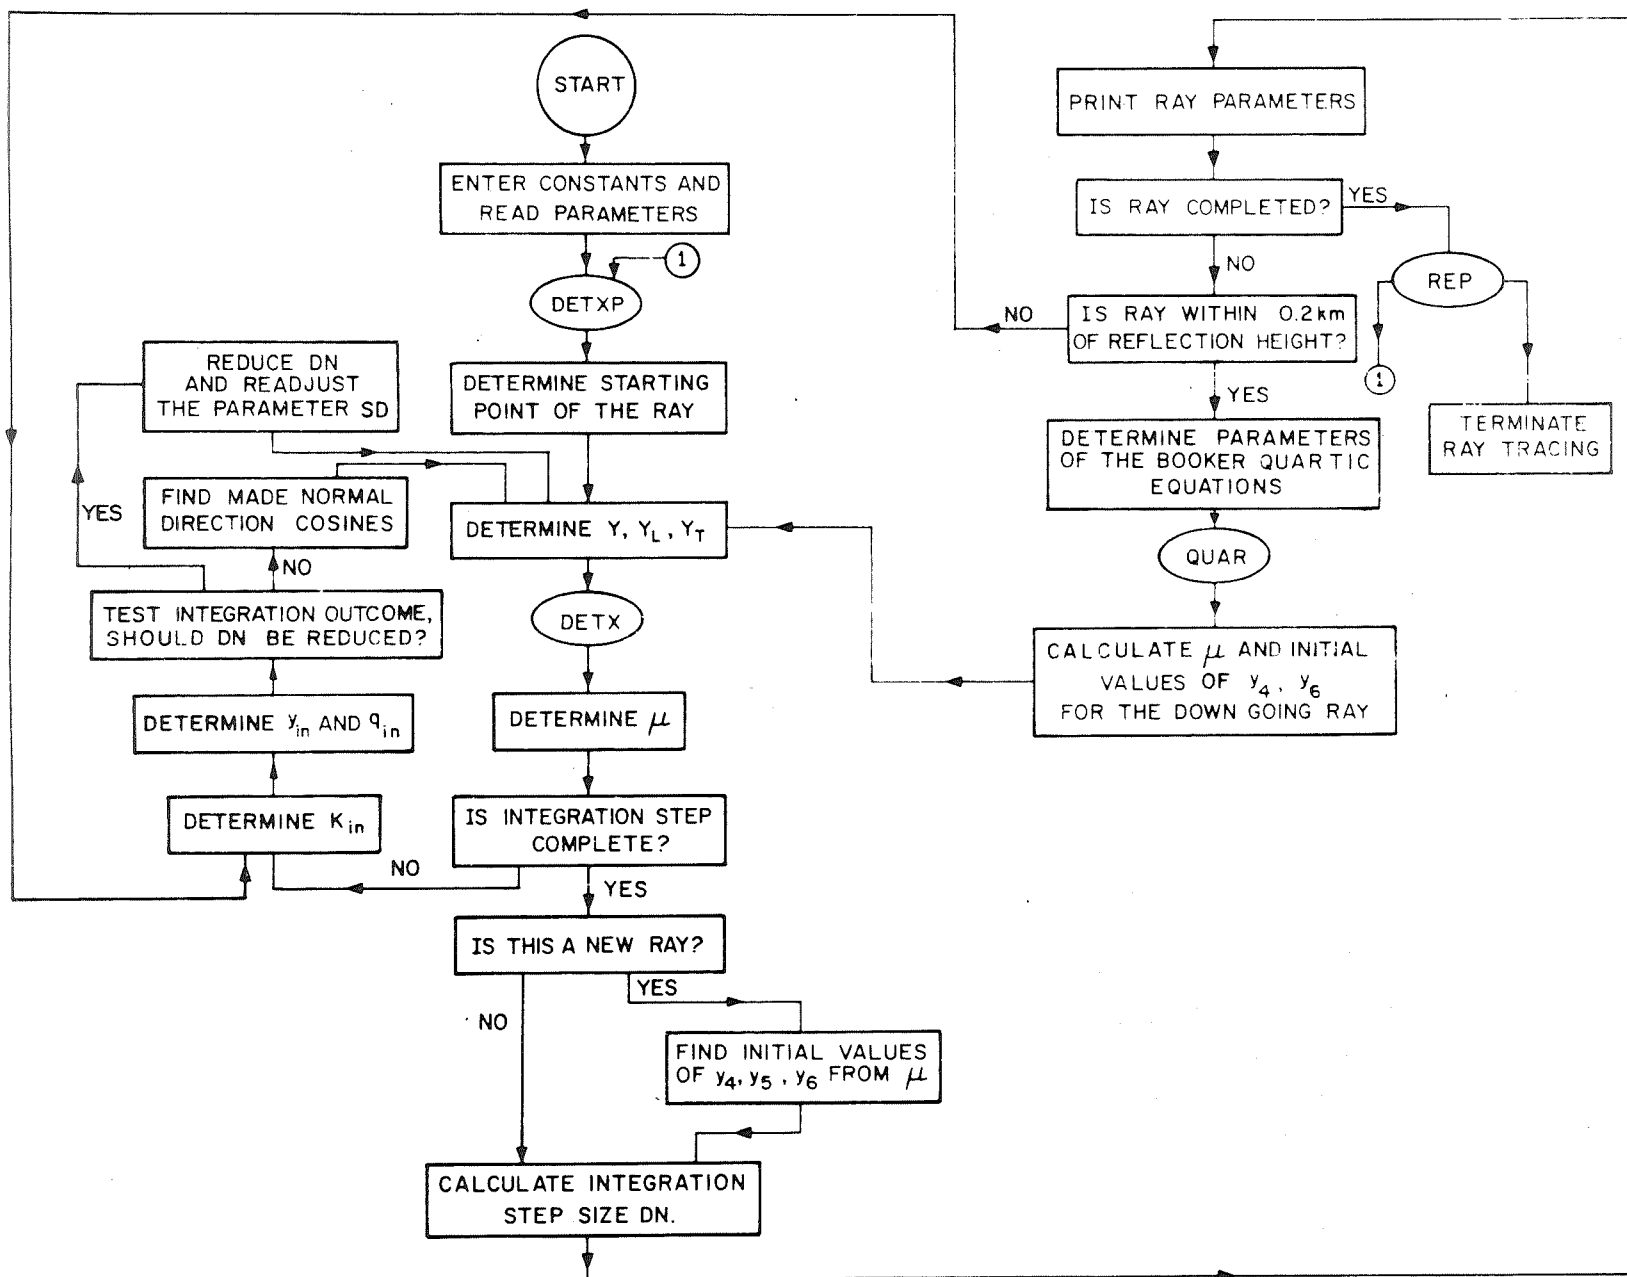 START
ENTER CONSTANTS AND
READ PARAMETERS
1
DETXP
DETERMINE STARTING
POINT OF THE RAY
REDUCE DN
AND READJUST
THE PARAMETER SD
FIND MADE NORMAL
DIRECTION COSINES
YES
NO
DETERMINE Y, Y_L, Y_T
TEST INTEGRATION OUTCOME,
SHOULD DN BE REDUCED?
DETX
DETERMINE y_in AND q_in
DETERMINE μ
DETERMINE K_in
IS INTEGRATION STEP
COMPLETE?
NO
YES
IS THIS A NEW RAY?
YES
NO
FIND INITIAL VALUES
OF y_4, y_5, y_6 FROM μ
CALCULATE INTEGRATION
STEP SIZE DN.
PRINT RAY PARAMETERS
IS RAY COMPLETED?
YES
NO
REP
NO
IS RAY WITHIN 0.2km
OF REFLECTION HEIGHT?
1
YES
TERMINATE
RAY TRACING
DETERMINE PARAMETERS
OF THE BOOKER QUARTIC
EQUATIONS
QUAR
CALCULATE μ AND INITIAL
VALUES OF y_4, y_6
FOR THE DOWN GOING RAY